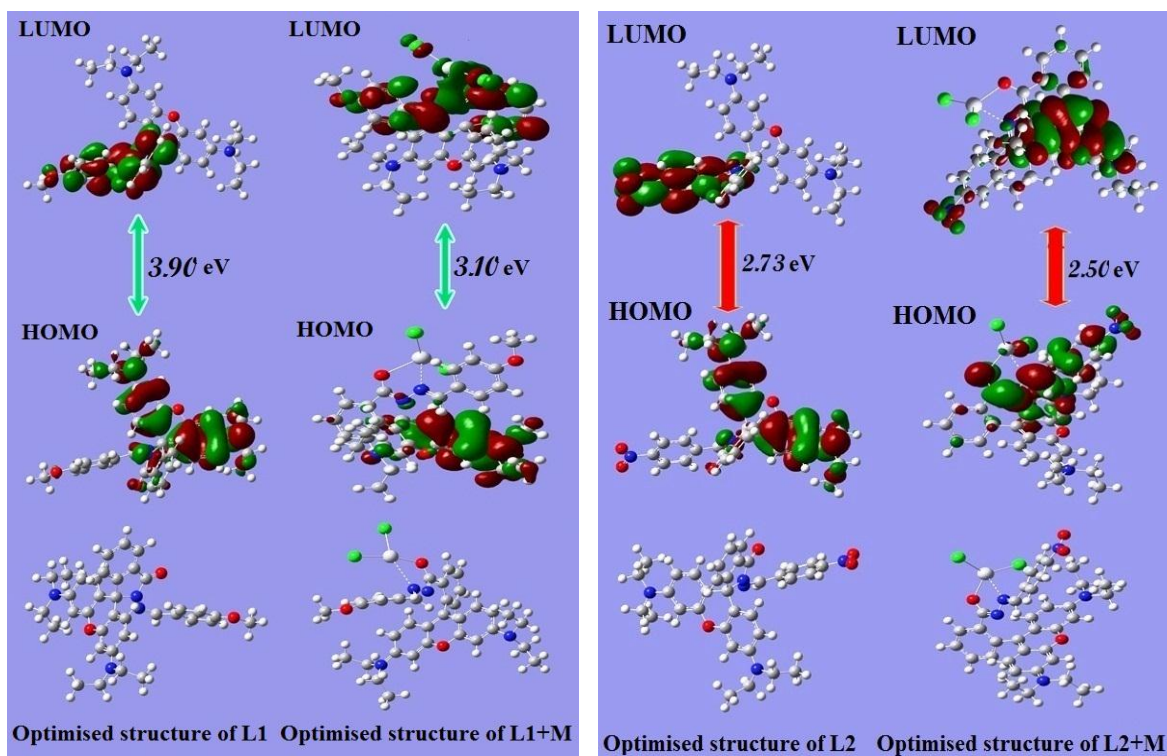 LUMO
LUMO
3.90 eV
3.10 eV
HOMO
HOMO
Optimised structure of L1
Optimised structure of L1+M
LUMO
LUMO
2.73 eV
2.50 eV
HOMO
HOMO
Optimised structure of L2
Optimised structure of L2+M